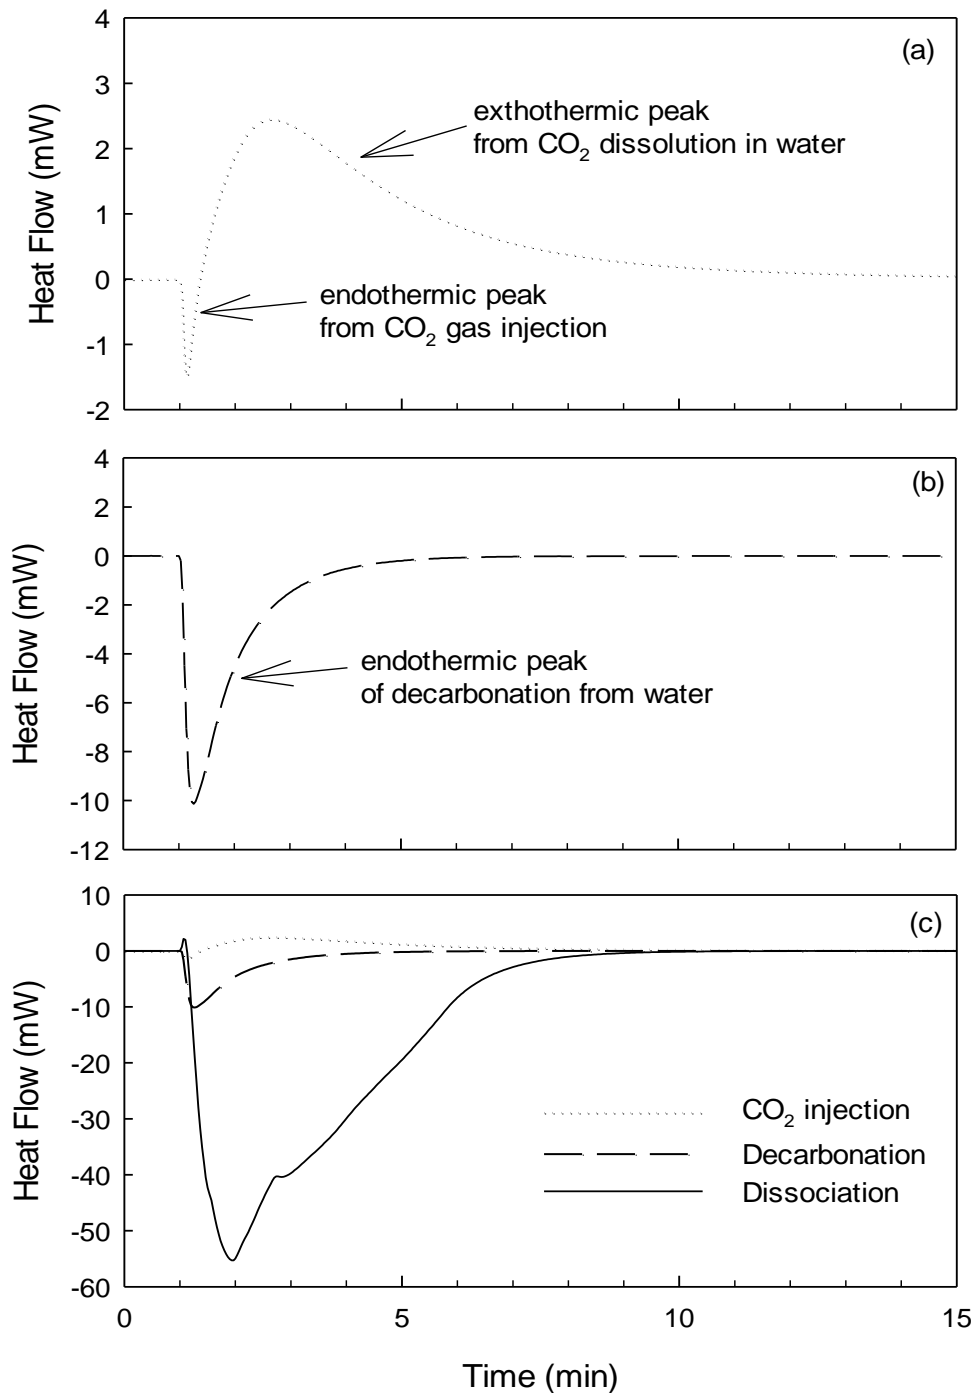 4
(a)
3
exthothermic peak
from CO₂ dissolution in water
2
1
Heat Flow (mW)
0
endothermic peak
from CO₂ gas injection
-1
-2
4
(b)
2
0
-2
Heat Flow (mW)
-4
endothermic peak
of decarbonation from water
-6
-8
-10
-12
10
(c)
0
-10
-20
Heat Flow (mW)
-30
CO₂ injection
-40
Decarbonation
Dissociation
-50
-60
0
5
10
15
Time (min)